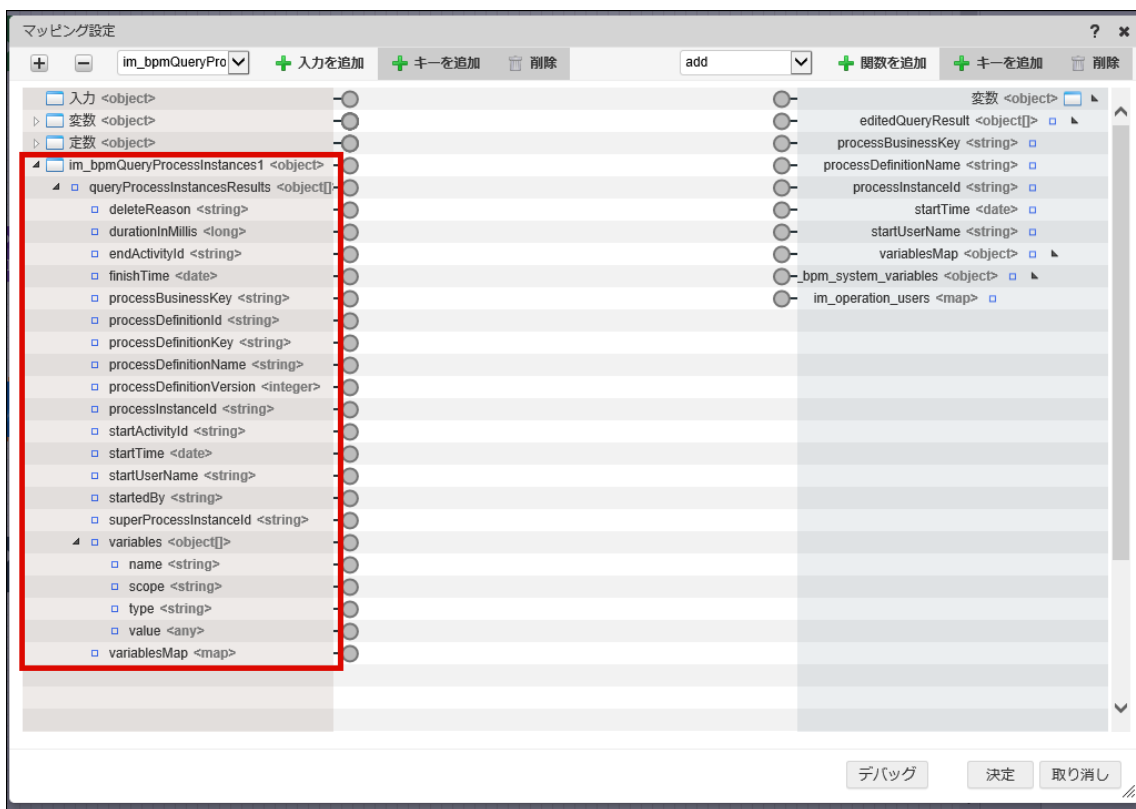 マッピング設定 ?
im_bpmQueryPro 入力を追加 キーを追加 削除 add 関数を追加 キーを追加 削除
入力 <object>
変数 <object>
定数 <object>
im_bpmQueryProcessInstances1 <object>
queryProcessInstancesResults <object[]>
deleteReason <string>
durationInMillis <long>
endActivityId <string>
finishTime <date>
processBusinessKey <string>
processDefinitionId <string>
processDefinitionKey <string>
processDefinitionName <string>
processDefinitionVersion <integer>
processInstanceId <string>
startActivityId <string>
startTime <date>
startUserName <string>
startedBy <string>
superProcessInstanceId <string>
variables <object[]>
name <string>
scope <string>
type <string>
value <any>
variablesMap <map>
変数 <object>
editedQueryResult <object[]>
processBusinessKey <string>
processDefinitionName <string>
processInstanceId <string>
startTime <date>
startUserName <string>
variablesMap <object>
_bpm_system_variables <object>
im_operation_users <map>
デバッグ 決定 取り消し